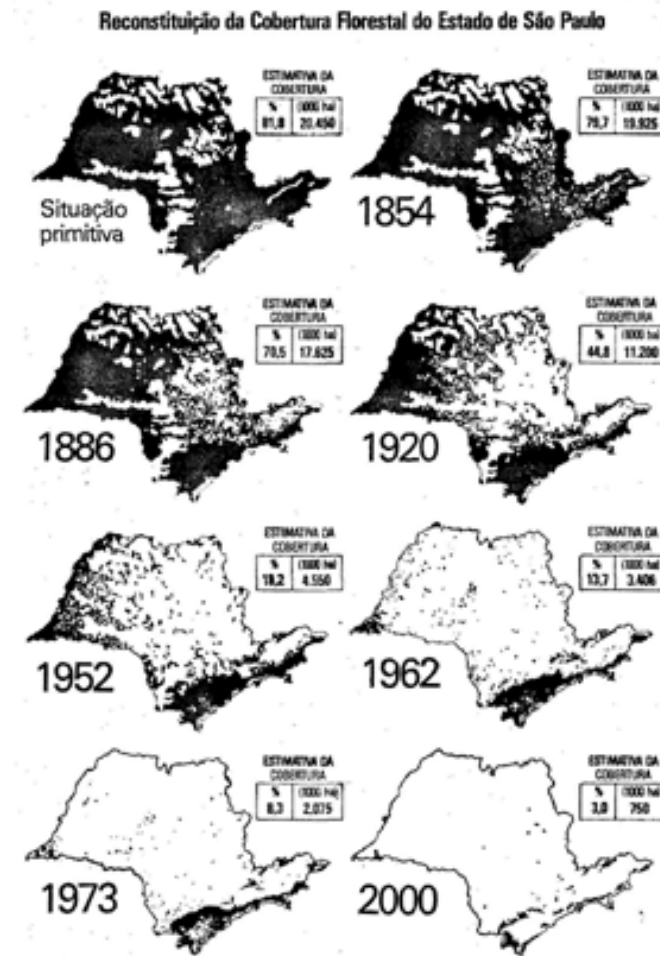 Reconstituição da Cobertura Florestal do Estado de São Paulo
ESTIMATIVA DA
COBERTURA
% (1000 ha)
81,8 20.450
Situação
primitiva
ESTIMATIVA DA
COBERTURA
% (1000 ha)
79,7 19.925
1854
ESTIMATIVA DA
COBERTURA
% (1000 ha)
70,5 17.625
1886
ESTIMATIVA DA
COBERTURA
% (1000 ha)
44,8 11.200
1920
ESTIMATIVA DA
COBERTURA
% (1000 ha)
18,2 4.550
1952
ESTIMATIVA DA
COBERTURA
% (1000 ha)
13,7 3.406
1962
ESTIMATIVA DA
COBERTURA
% (1000 ha)
8,3 2.075
1973
ESTIMATIVA DA
COBERTURA
% (1000 ha)
3,0 750
2000